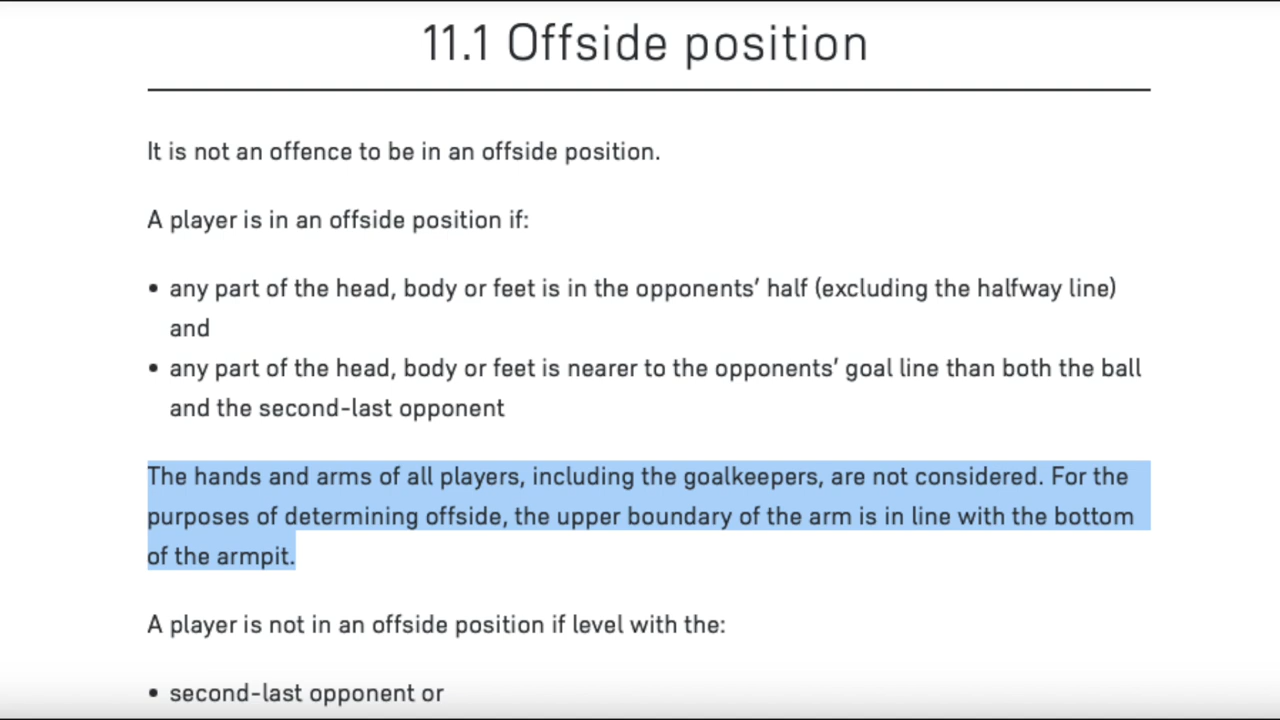 11.1 Offside position
It is not an offence to be in an offside position.
A player is in an offside position if:
• any part of the head, body or feet is in the opponents’ half (excluding the halfway line)
and
• any part of the head, body or feet is nearer to the opponents’ goal line than both the ball
and the second-last opponent
The hands and arms of all players, including the goalkeepers, are not considered. For the
purposes of determining offside, the upper boundary of the arm is in line with the bottom
of the armpit.
A player is not in an offside position if level with the:
• second-last opponent or